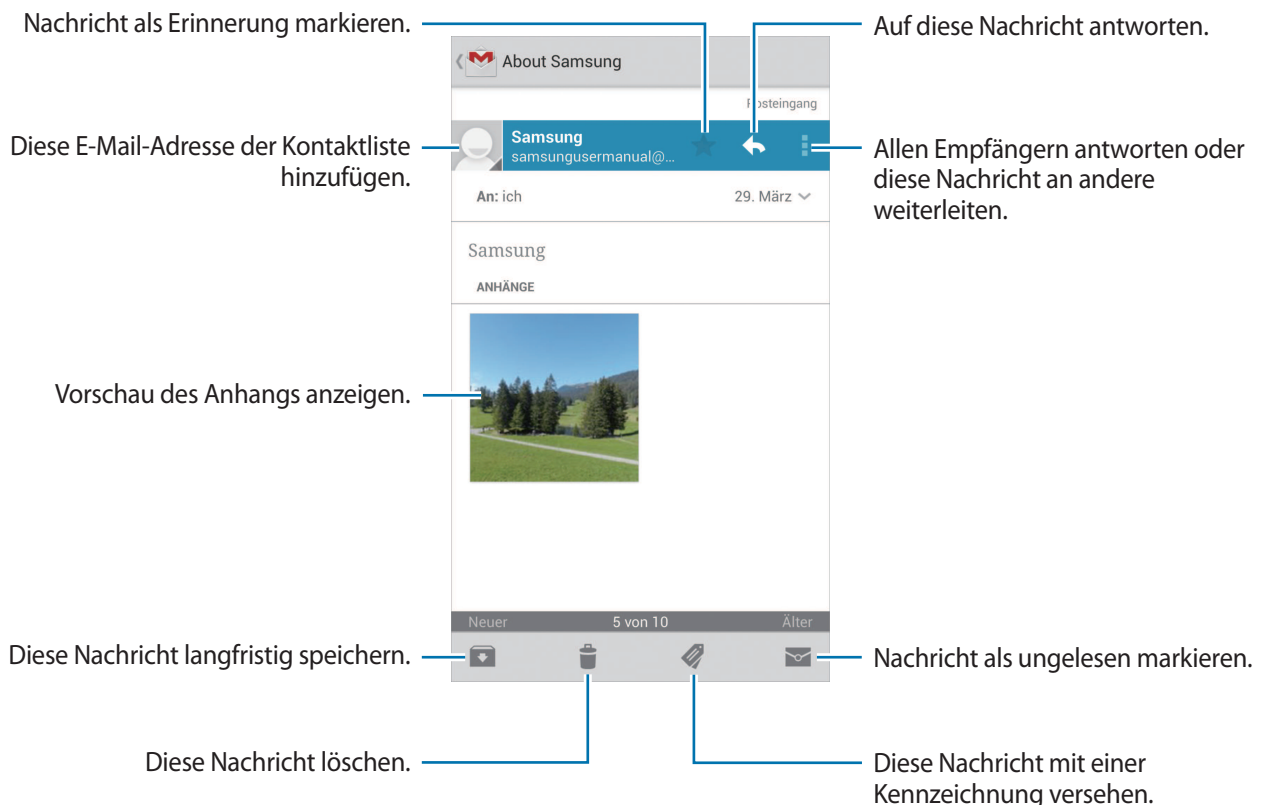 Nachricht als Erinnerung markieren.
Auf diese Nachricht antworten.
About Samsung
Posteingang
Diese E-Mail-Adresse der Kontaktliste
hinzufügen.
Samsung
samsungusermanual@...
Allen Empfängern antworten oder
diese Nachricht an andere
weiterleiten.
An: ich
29. März
Samsung
ANHÄNGE
Vorschau des Anhangs anzeigen.
Neuer
5 von 10
Älter
Diese Nachricht langfristig speichern.
Nachricht als ungelesen markieren.
Diese Nachricht löschen.
Diese Nachricht mit einer
Kennzeichnung versehen.